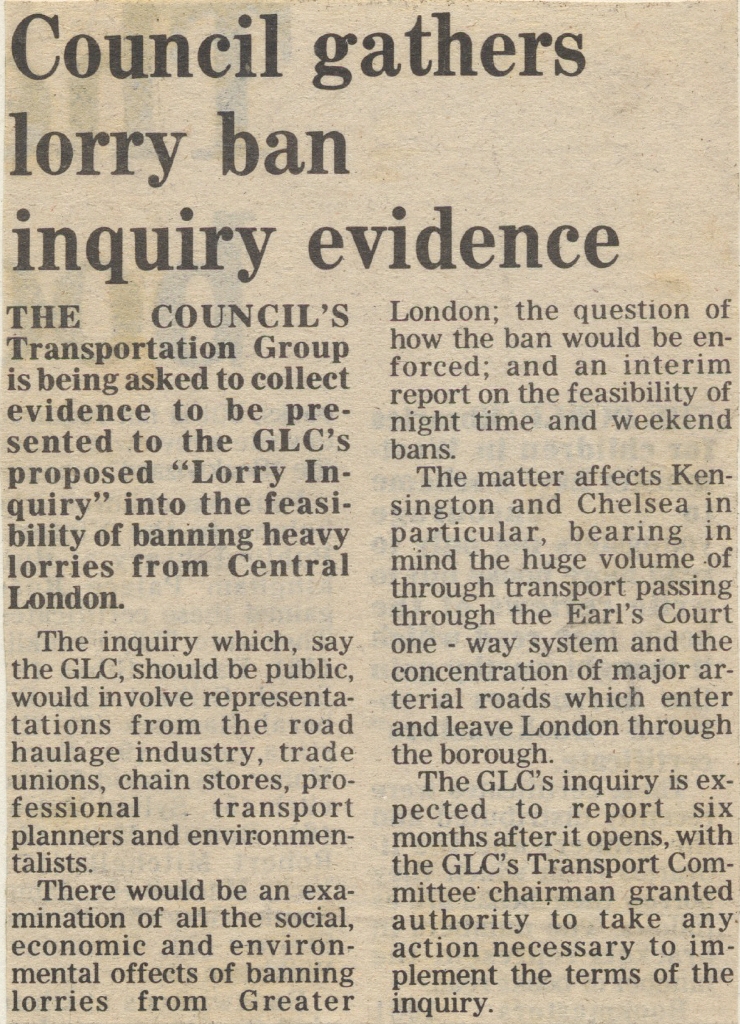 Council gathers
lorry ban
inquiry evidence
THE COUNCIL'S
Transportation Group
is being asked to collect
evidence to be pre-
sented to the GLC's
proposed "Lorry In-
quiry" into the feasi-
bility of banning heavy
lorries from Central
London.
The inquiry which, say
the GLC, should be public,
would involve representa-
tations from the road
haulage industry, trade
unions, chain stores, pro-
fessional transport
planners and environmen-
talists.
There would be an exa-
mination of all the social,
economic and environ-
mental offects of banning
lorries from Greater
London; the question of
how the ban would be en-
forced; and an interim
report on the feasibility of
night time and weekend
bans.
The matter affects Ken-
sington and Chelsea in
particular, bearing in
mind the huge volume of
through transport passing
through the Earl's Court
one - way system and the
concentration of major ar-
terial roads which enter
and leave London through
the borough.
The GLC's inquiry is ex-
pected to report six
months after it opens, with
the GLC's Transport Com-
mittee chairman granted
authority to take any
action necessary to im-
plement the terms of the
inquiry.